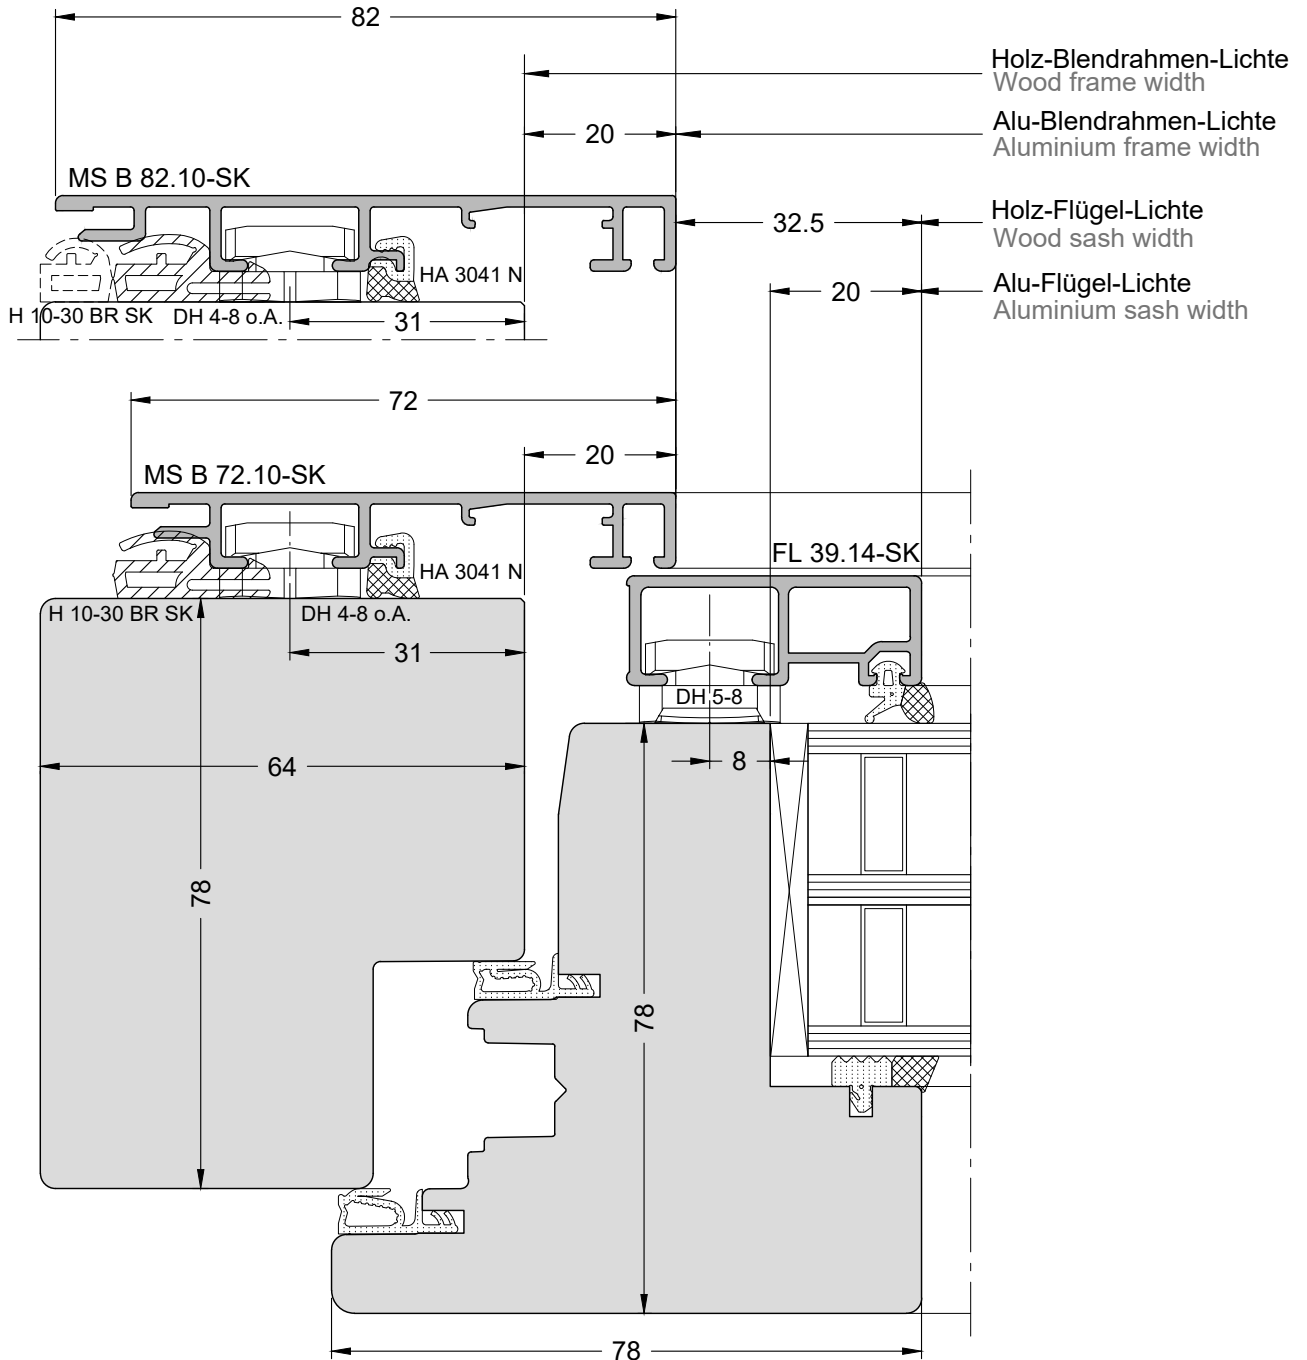 82
Holz-Blendrahmen-Lichte
Wood frame width
20
Alu-Blendrahmen-Lichte
Aluminium frame width
MS B 82.10-SK
32.5
Holz-Flügel-Lichte
Wood sash width
HA 3041 N
20
Alu-Flügel-Lichte
Aluminium sash width
H 10-30 BR SK
DH 4-8 o.A.
31
72
20
MS B 72.10-SK
FL 39.14-SK
HA 3041 N
H 10-30 BR SK
DH 4-8 o.A.
31
DH 5-8
64
8
78
78
78